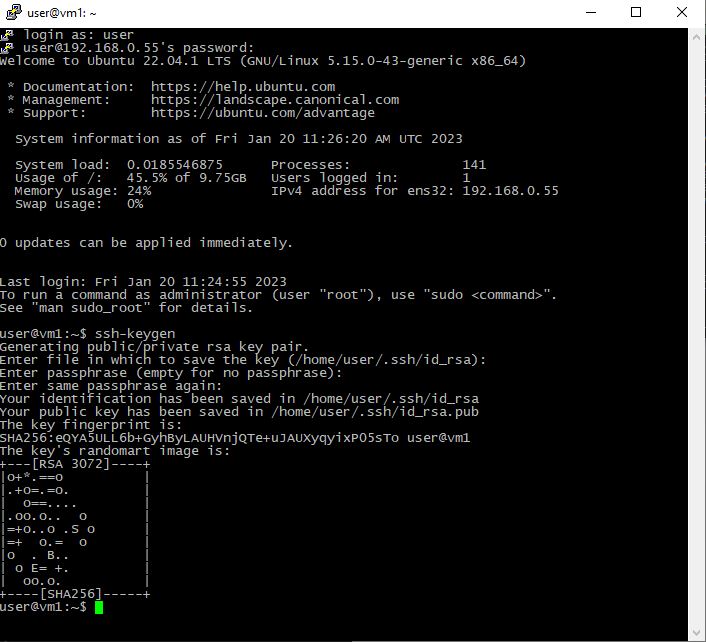 user@vm1: ~
login as: user
user@192.168.0.55's password:
Welcome to Ubuntu 22.04.1 LTS (GNU/Linux 5.15.0-43-generic x86_64)

 * Documentation:  https://help.ubuntu.com
 * Management:     https://landscape.canonical.com
 * Support:        https://ubuntu.com/advantage

  System information as of Fri Jan 20 11:26:20 AM UTC 2023

  System load:  0.0185546875      Processes:              141
  Usage of /:   45.5% of 9.75GB   Users logged in:        1
  Memory usage: 24%               IPv4 address for ens32: 192.168.0.55
  Swap usage:   0%


0 updates can be applied immediately.


Last login: Fri Jan 20 11:24:55 2023
To run a command as administrator (user "root"), use "sudo <command>".
See "man sudo_root" for details.

user@vm1:~$ ssh-keygen
Generating public/private rsa key pair.
Enter file in which to save the key (/home/user/.ssh/id_rsa):
Enter passphrase (empty for no passphrase):
Enter same passphrase again:
Your identification has been saved in /home/user/.ssh/id_rsa
Your public key has been saved in /home/user/.ssh/id_rsa.pub
The key fingerprint is:
SHA256:eQYA5ULL6b+GyhByLAUHVnjQTe+uJAUXyqyixPO5sTo user@vm1
The key's randomart image is:
+---[RSA 3072]----+
|o+*.==o          |
|.+o=.=o.         |
|  o==....        |
|.oo.o..  o       |
|=+o..o .S o      |
|=+  o.=  o       |
|o  . B..         |
| o E= +.         |
|  oo.o.          |
+----[SHA256]-----+
user@vm1:~$